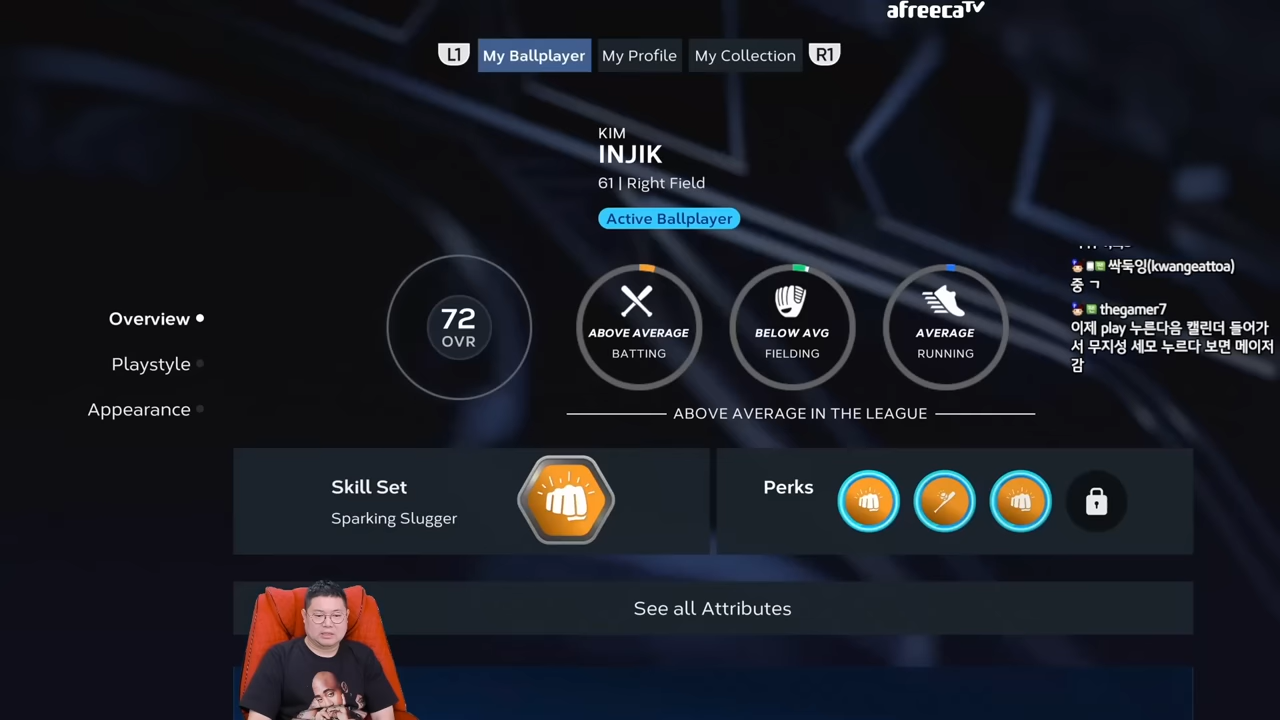 afreecaTV
L1 My Ballplayer My Profile My Collection R1
KIM
INJIK
61 | Right Field
Active Ballplayer
싹둑잉(kwangeattoa)
중 ㄱ
thegamer7
이제 play 누른다음 캘린더 들어가
서 무지성 세모 누르다 보면 메이저
감
Overview
Playstyle
Appearance
72
OVR
ABOVE AVERAGE
BATTING
BELOW AVG
FIELDING
AVERAGE
RUNNING
ABOVE AVERAGE IN THE LEAGUE
Skill Set
Sparking Slugger
Perks
See all Attributes